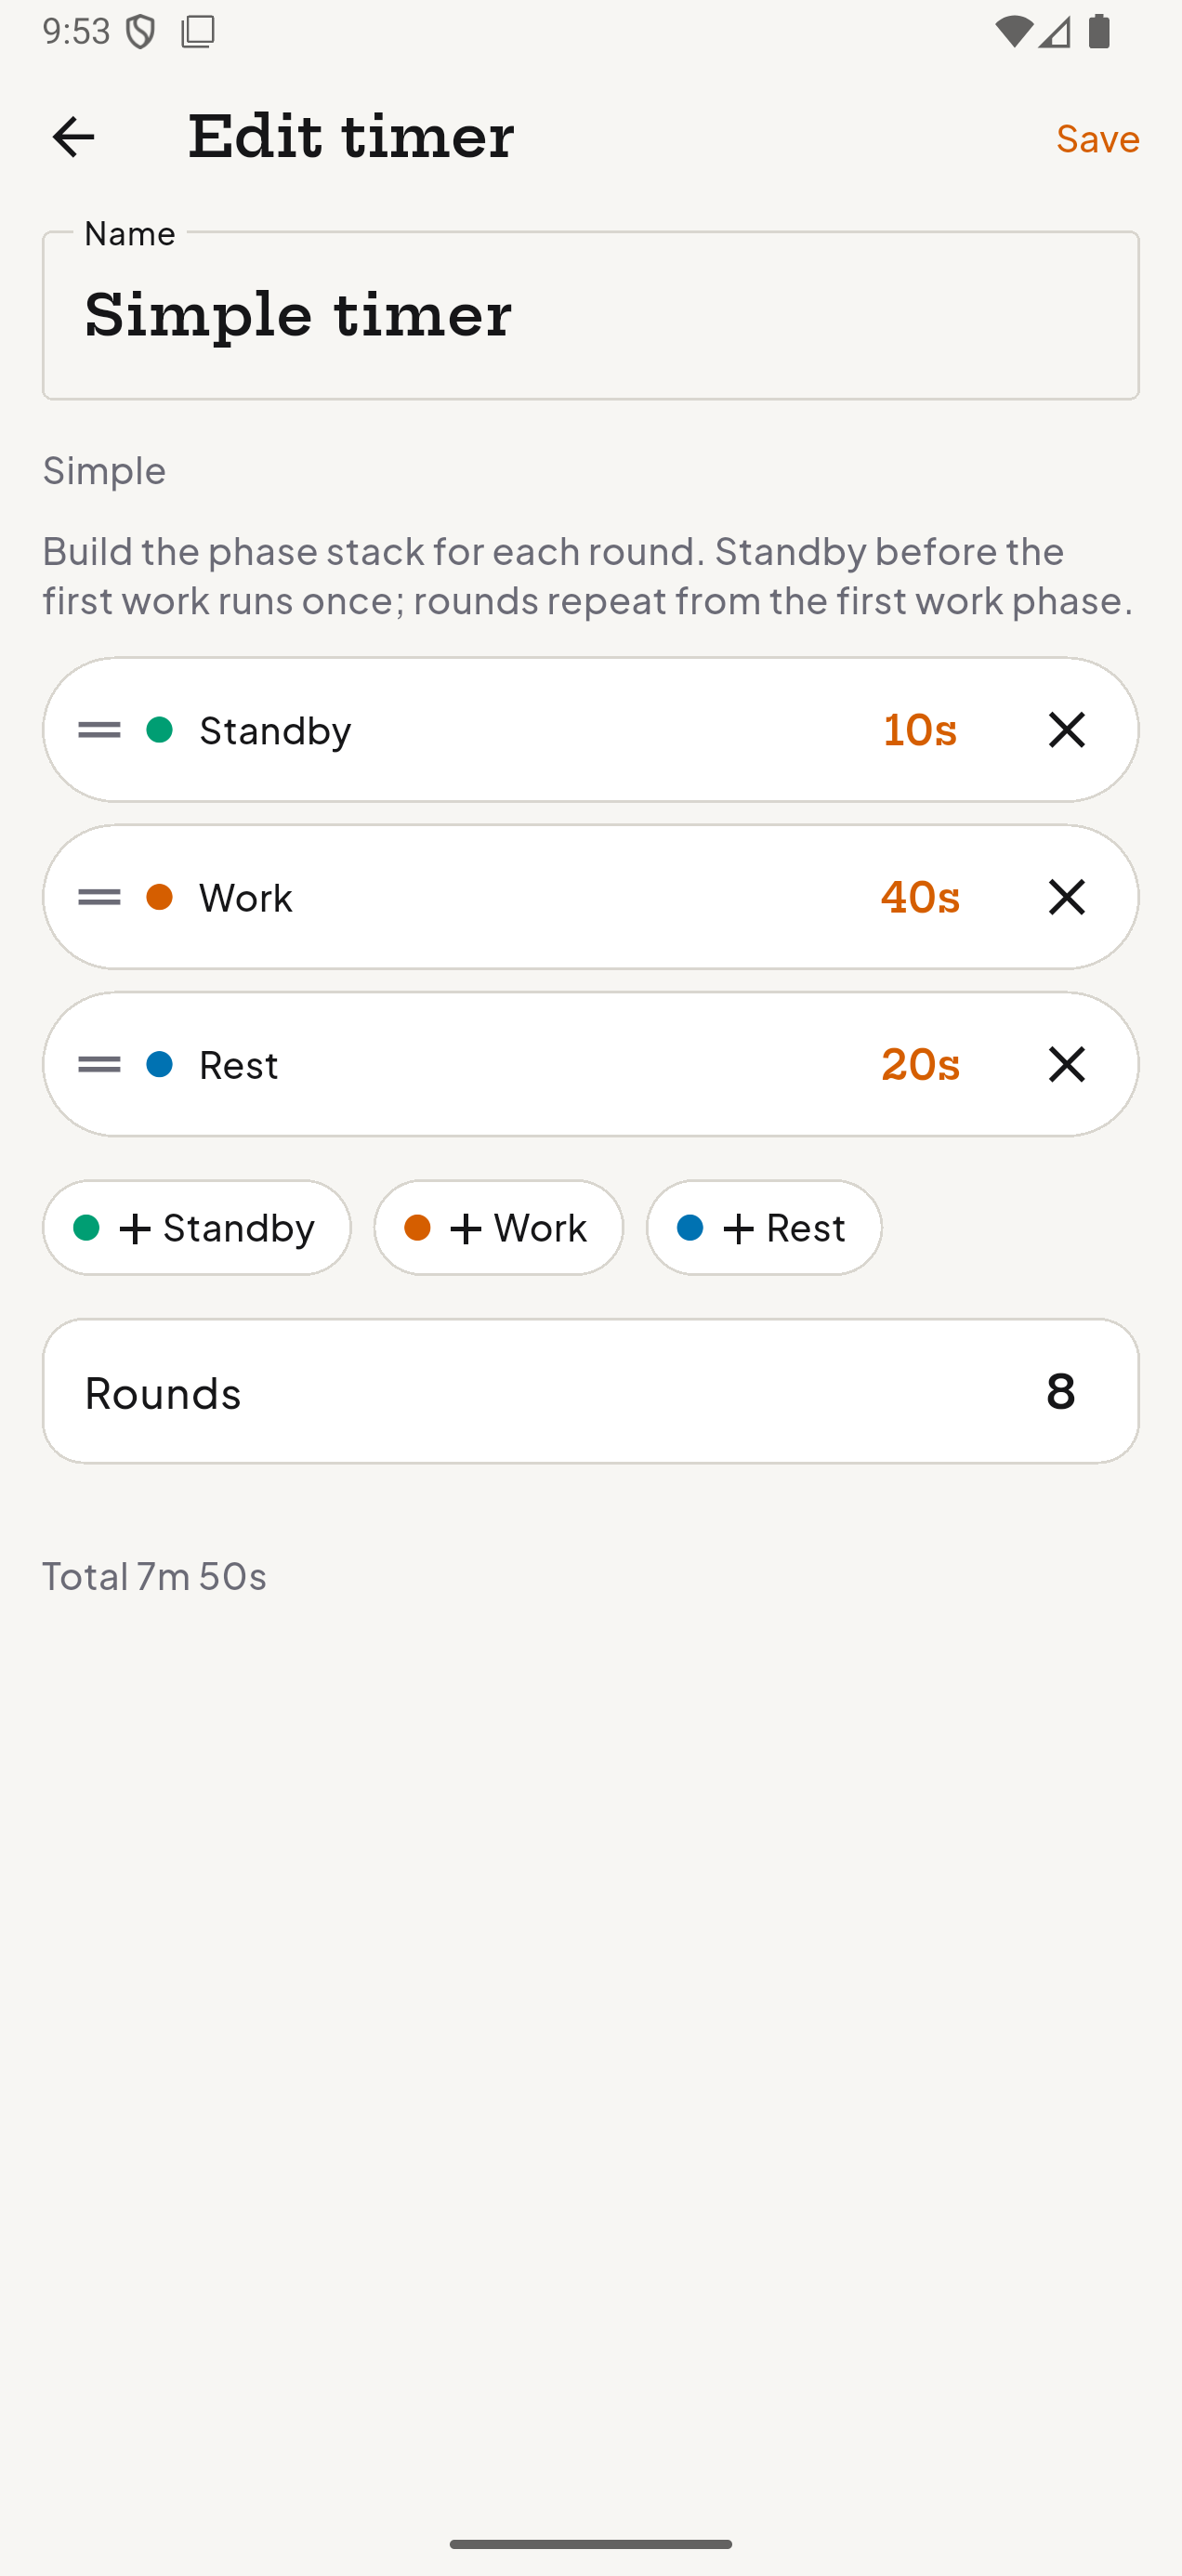 9:53
Edit timer
Save
Name
Simple timer
Simple
Build the phase stack for each round. Standby before the
first work runs once; rounds repeat from the first work phase.
Standby 10s
Work 40s
Rest 20s
+ Standby + Work + Rest
Rounds 8
Total 7m 50s